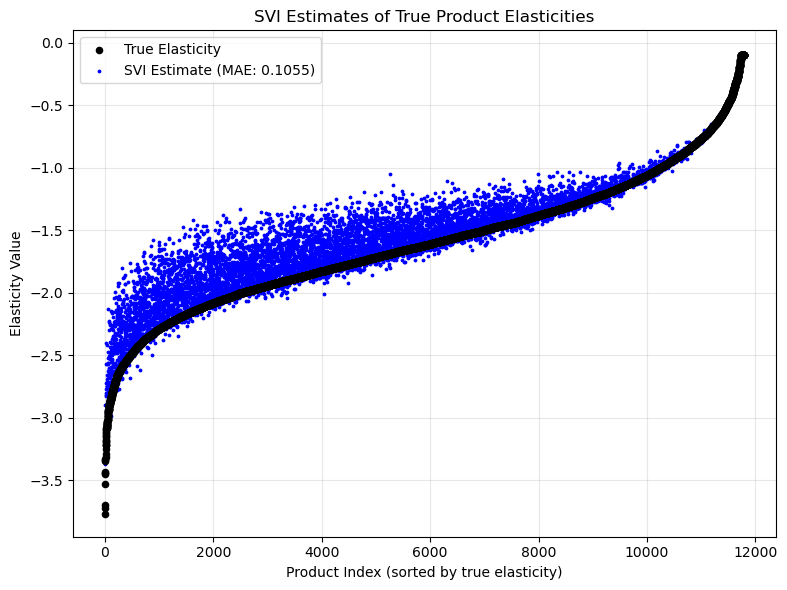 SVI Estimates of True Product Elasticities
True Elasticity
SVI Estimate (MAE: 0.1055)
0.0
−0.5
−1.0
−1.5
−2.0
−2.5
−3.0
−3.5
Elasticity Value
0 2000 4000 6000 8000 10000 12000
Product Index (sorted by true elasticity)